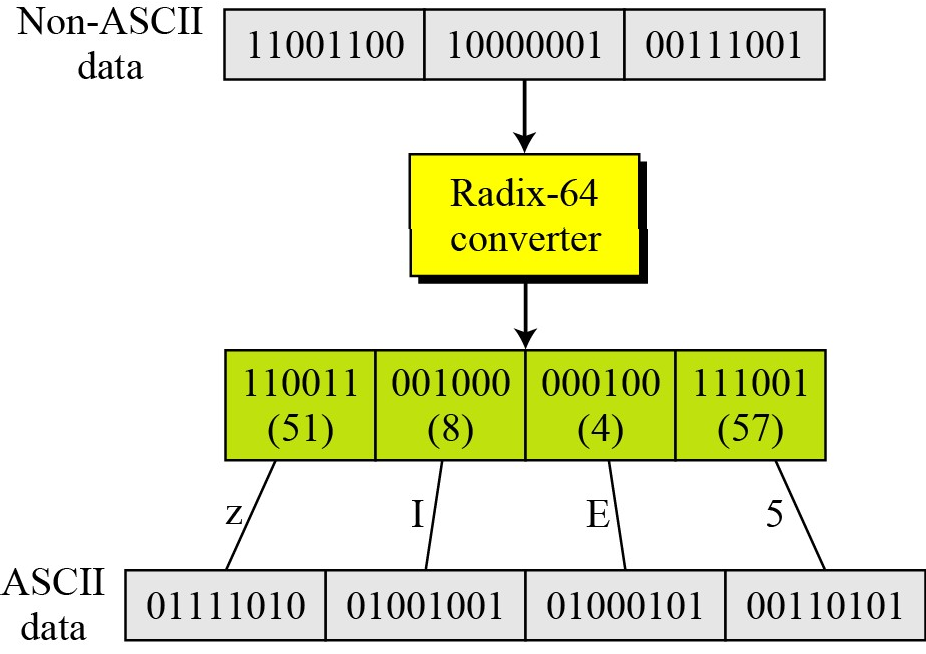 Non-ASCII
data
11001100 10000001 00111001
Radix-64
converter
110011 001000 000100 111001
(51) (8) (4) (57)
z I E 5
ASCII
data
01111010 01001001 01000101 00110101